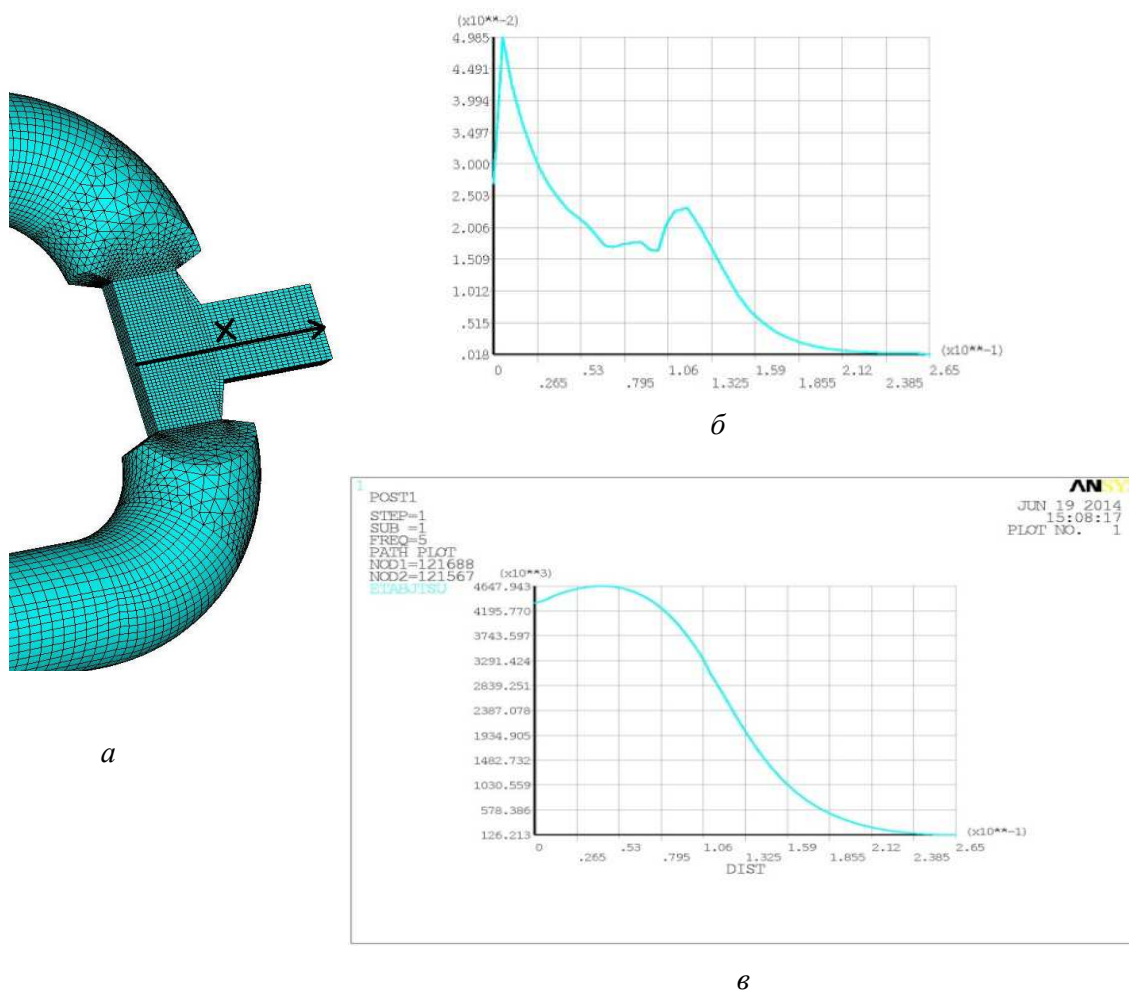 X
а
(x10**-2)
4.985
4.491
3.994
3.497
3.000
2.503
2.006
1.509
1.012
.515
.018
(x10**-1)
0 .53 1.06 1.59 2.12 2.65
.265 .795 1.325 1.855 2.385
б
1
POST1
STEP=1
SUB =1
FREQ=5
PATH PLOT
NOD1=121688
NOD2=121567
ETABJTSU
ANSY
JUN 19 2014
15:08:17
PLOT NO. 1
(x10**3)
4647.943
4195.770
3743.597
3291.424
2839.251
2387.078
1934.905
1482.732
1030.559
578.386
126.213
(x10**-1)
0 .53 1.06 1.59 2.12 2.65
.265 .795 1.325 1.855 2.385
DIST
в